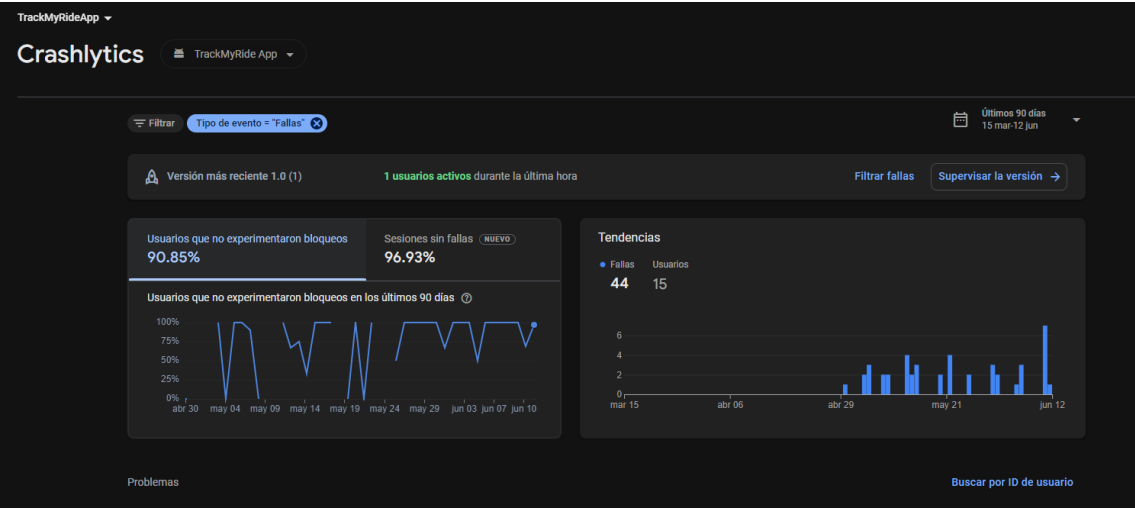 TrackMyRideApp
Crashlytics
TrackMyRide App
Filtrar
Tipo de evento = "Fallas"
Últimos 90 días
15 mar-12 jun
Versión más reciente 1.0 (1)
1 usuarios activos durante la última hora
Filtrar fallas
Supervisar la versión
Usuarios que no experimentaron bloqueos
90.85%
Sesiones sin fallas NUEVO
96.93%
Usuarios que no experimentaron bloqueos en los últimos 90 días
100%
75%
50%
25%
0%
abr 30 may 04 may 09 may 14 may 19 may 24 may 29 jun 03 jun 07 jun 10
Tendencias
Fallas Usuarios
44 15
6
4
2
0
mar 15 abr 06 abr 29 may 21 jun 12
Problemas
Buscar por ID de usuario